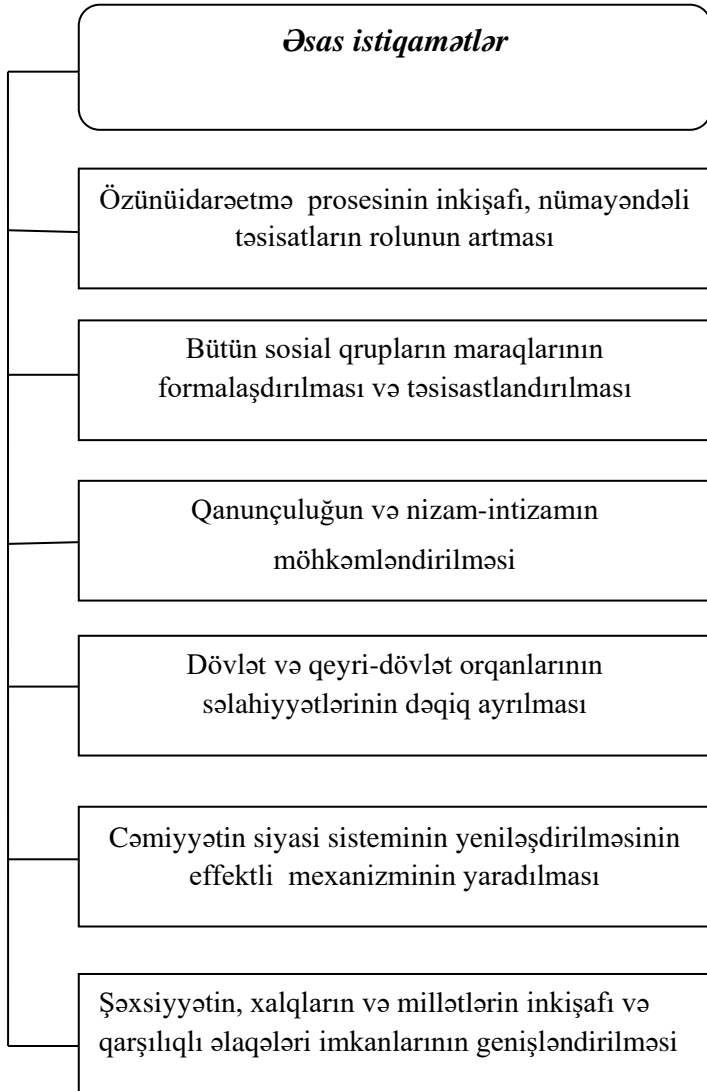 Əsas istiqamətlər
Özünüidarəetmə prosesinin inkişafı, nümayəndəli
təsisatların rolunun artması
Bütün sosial qrupların maraqlarının
formalaşdırılması və təsisastlandırılması
Qanunçuluğun və nizam-intizamın
möhkəmləndirilməsi
Dövlət və qeyri-dövlət orqanlarının
səlahiyyətlərinin dəqiq ayrılması
Cəmiyyətin siyasi sisteminin yeniləşdirilməsinin
effektli mexanizminin yaradılması
Şəxsiyyətin, xalqların və millətlərin inkişafı və
qarşılıqlı əlaqələri imkanlarının genişləndirilməsi